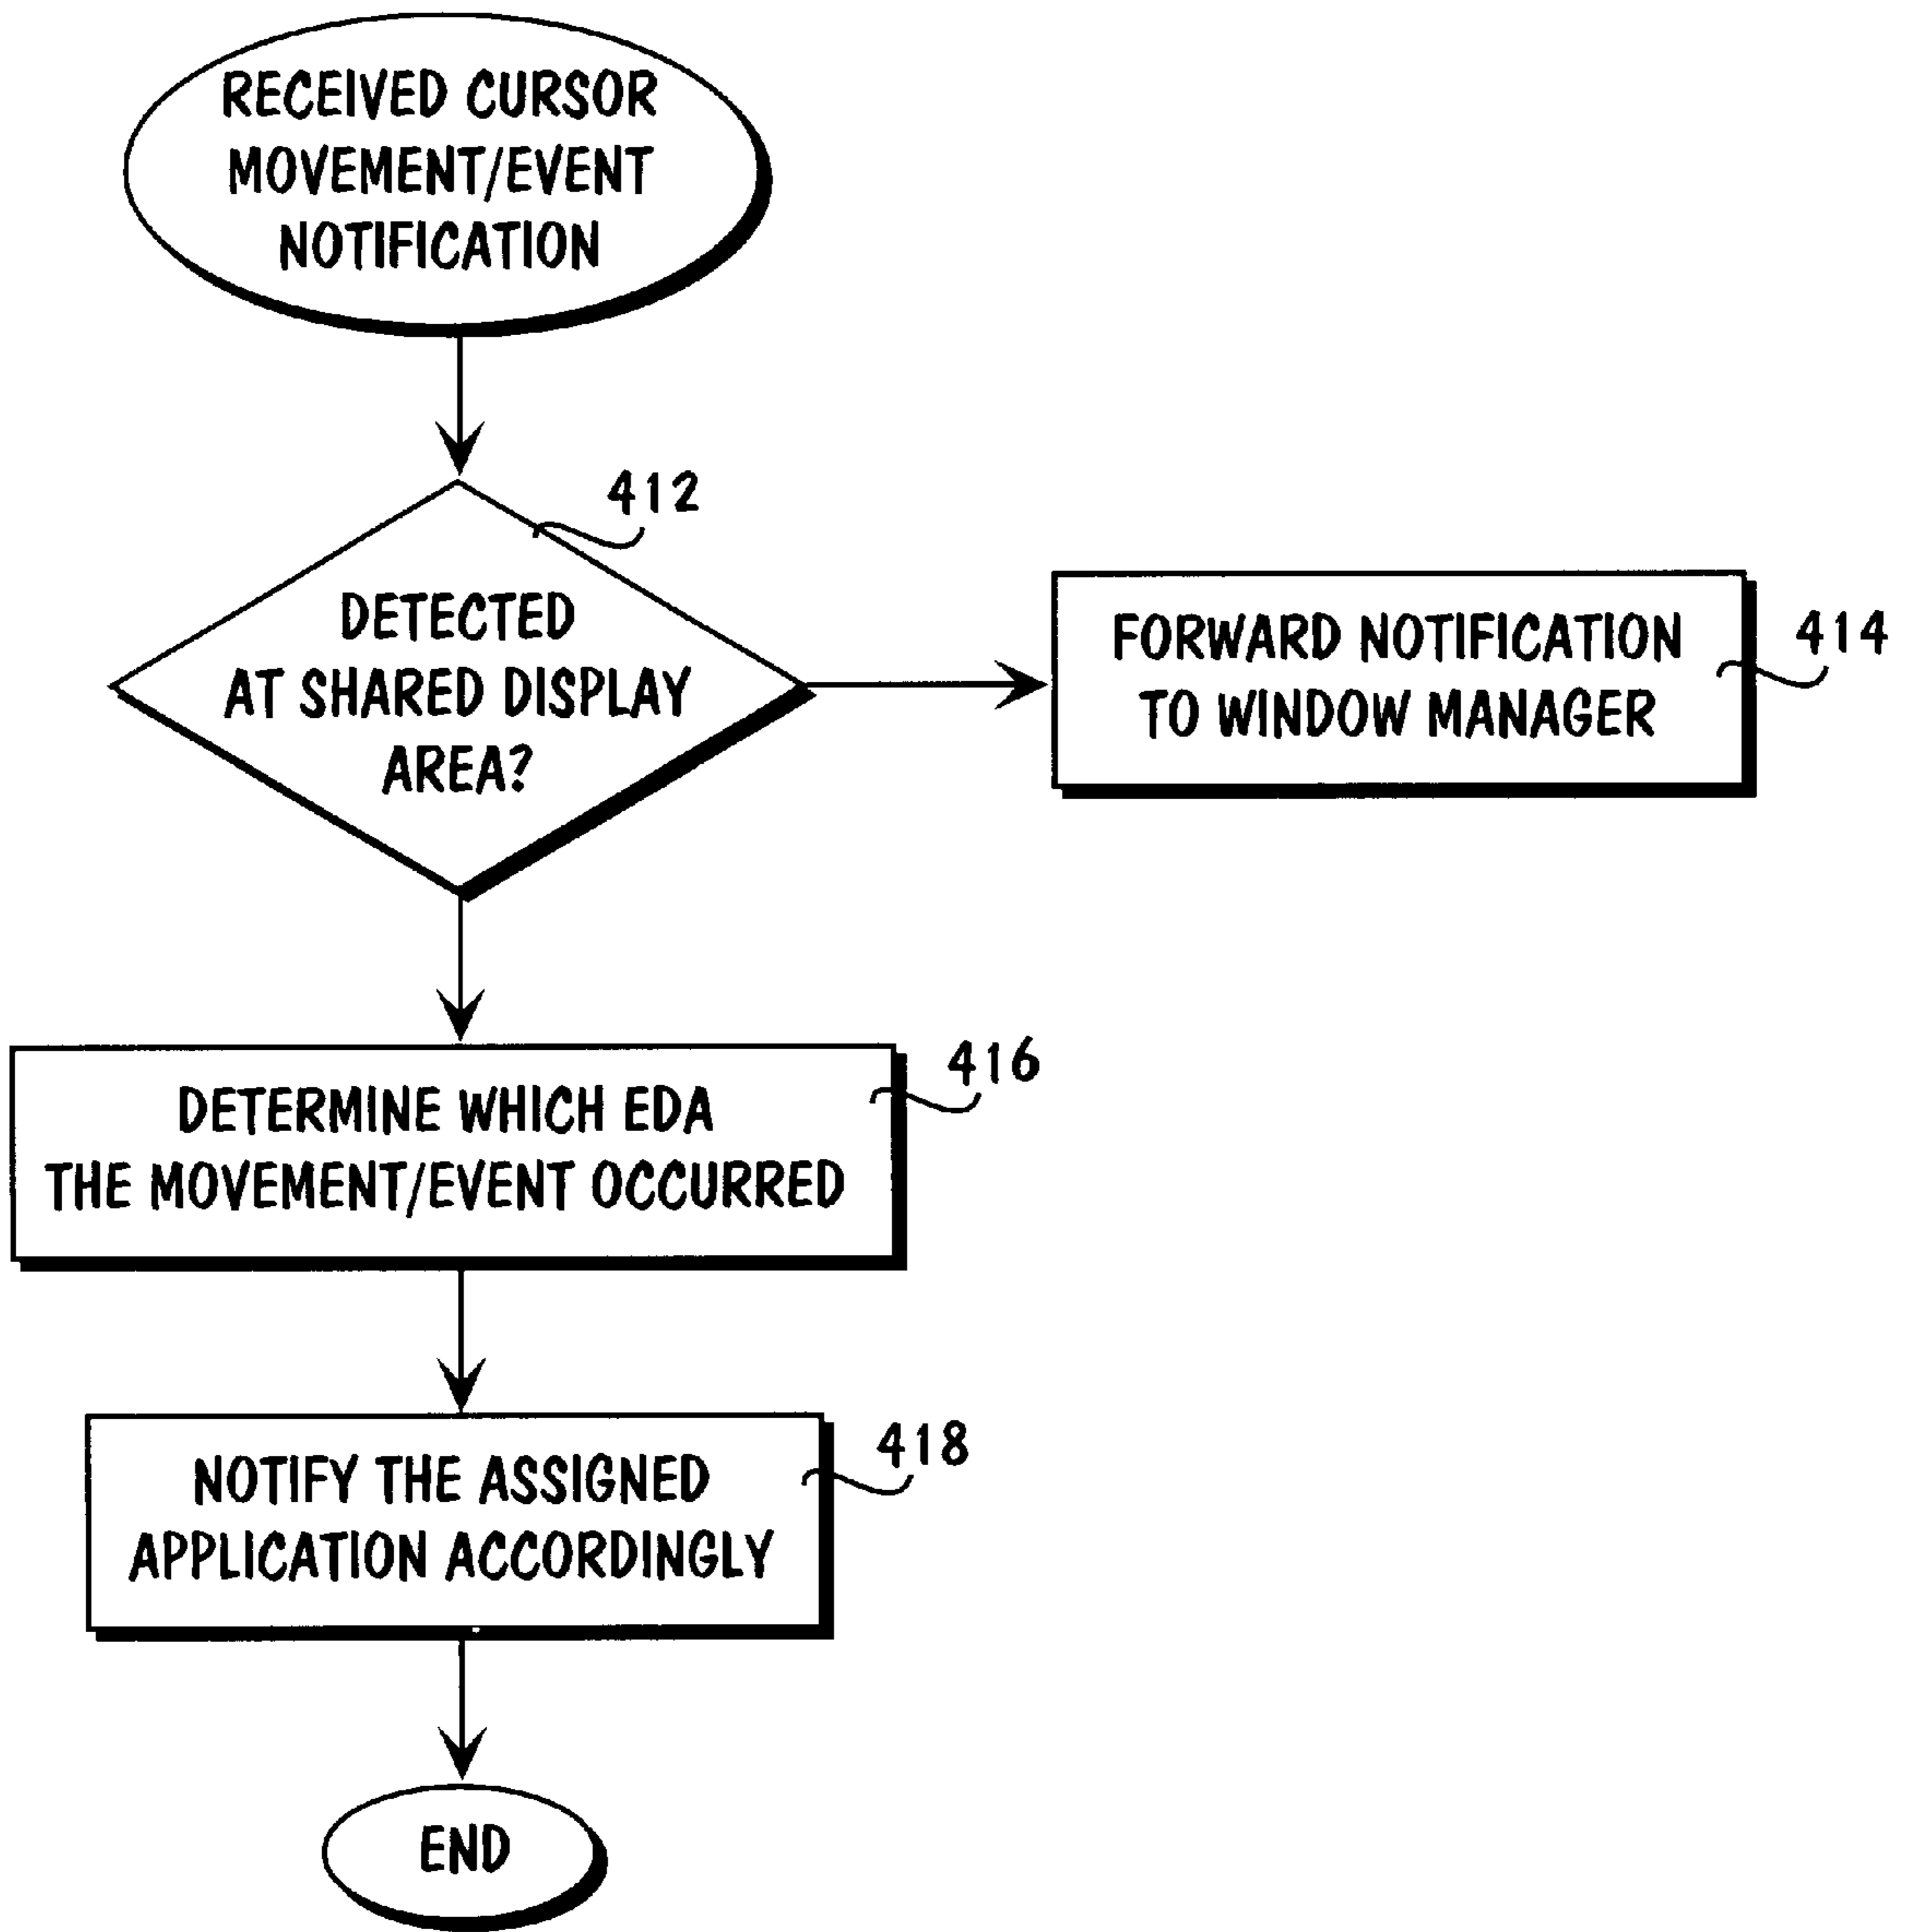 RECEIVED CURSOR
MOVEMENT/EVENT
NOTIFICATION
412
DETECTED
AT SHARED DISPLAY
AREA?
FORWARD NOTIFICATION
TO WINDOW MANAGER
414
416
DETERMINE WHICH EDA
THE MOVEMENT/EVENT OCCURRED
418
NOTIFY THE ASSIGNED
APPLICATION ACCORDINGLY
END